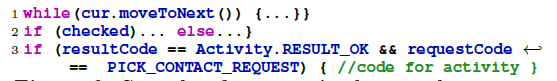 1 while(cur.moveToNext()) {...}}
2 if (checked)... else...}
3 if (resultCode == Activity.RESULT_OK && requestCode ↩
== PICK_CONTACT_REQUEST) { //code for activity }